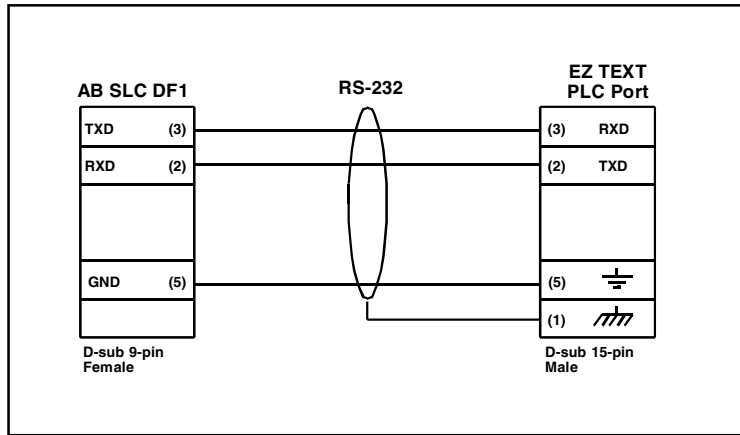 AB SLC DF1
RS-232
EZ TEXT
PLC Port
TXD (3)
(3) RXD
RXD (2)
(2) TXD
GND (5)
(5)
(1)
D-sub 9-pin
Female
D-sub 15-pin
Male